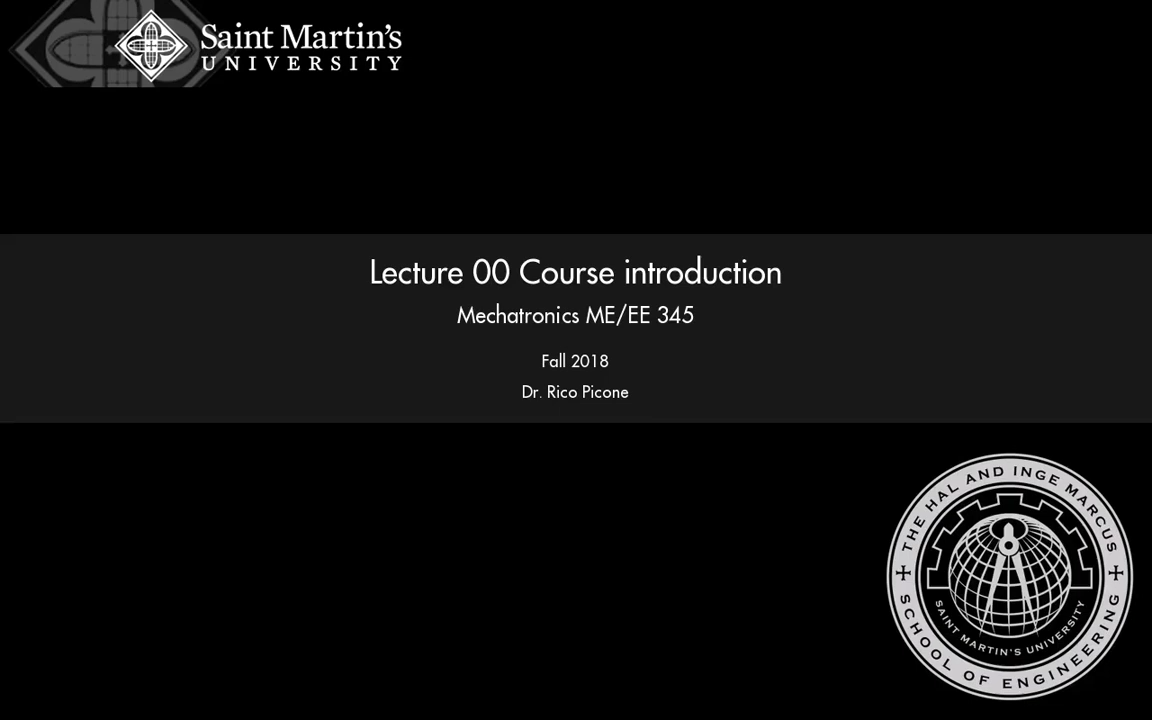 Saint Martin's
UNIVERSITY
Lecture 00 Course introduction
Mechatronics ME/EE 345
Fall 2018
Dr. Rico Picone
THE HAL AND INGE MARCUS
SCHOOL OF ENGINEERING
SAINT MARTIN'S UNIVERSITY